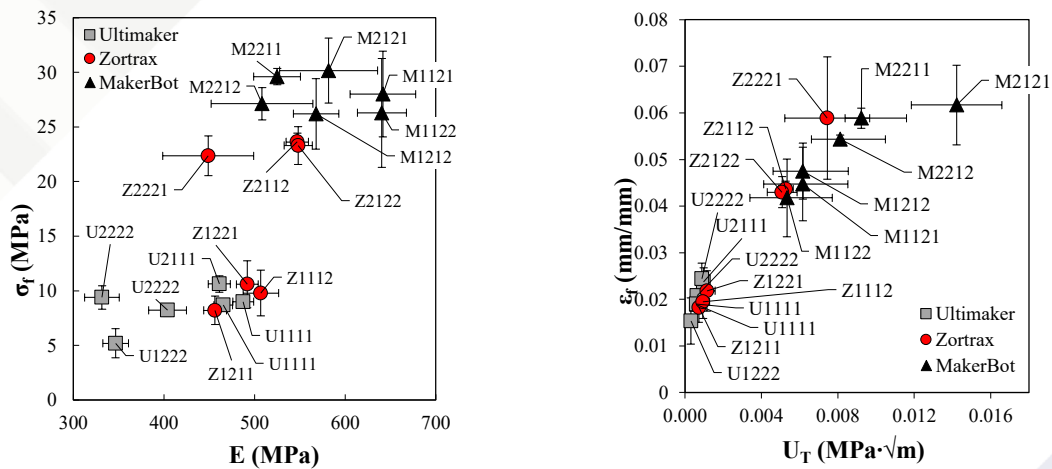 35
30
25
20
15
10
5
0
σf (MPa)
Ultimaker
Zortrax
MakerBot
M2211
M2121
M2212
M1121
M1122
M1212
Z2221
Z2112
Z2122
U2222
U2222
U2111
Z1221
Z1112
U1222
Z1211
U1111
U1111
300 400 500 600 700
E (MPa)
0.08
0.07
0.06
0.05
0.04
0.03
0.02
0.01
0
εf (mm/mm)
Z2221
M2211
M2121
Z2112
Z2122
U2222
M2212
M1212
M1121
M1122
U2111
U2222
Z1221
Z1112
U1111
U1111
Z1211
U1222
Ultimaker
Zortrax
MakerBot
0.000 0.004 0.008 0.012 0.016
UT (MPa·√m)